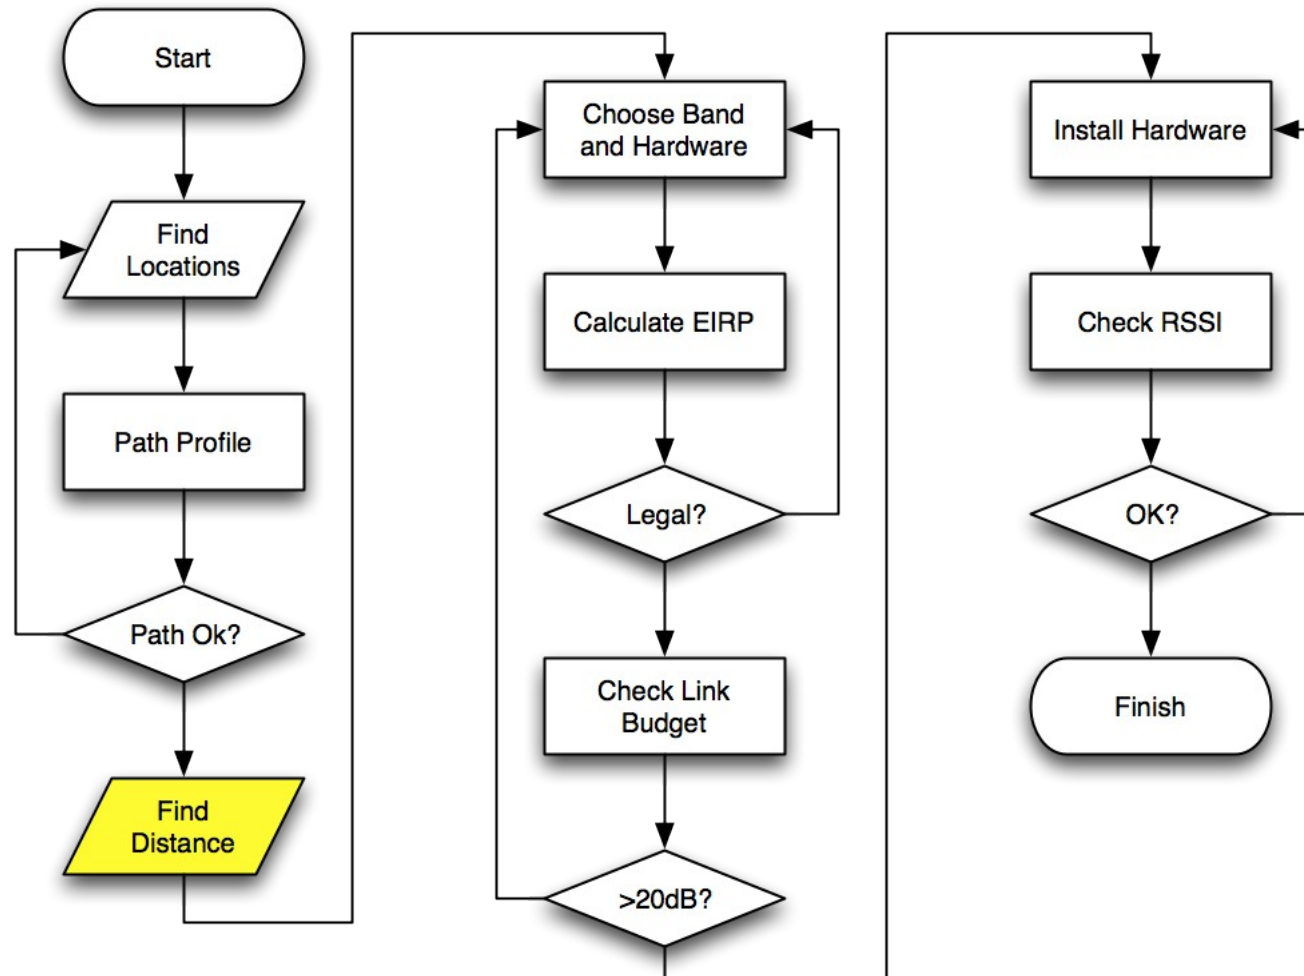 Start
Find
Locations
Path Profile
Path Ok?
Find
Distance
Choose Band
and Hardware
Calculate EIRP
Legal?
Check Link
Budget
>20dB?
Install Hardware
Check RSSI
OK?
Finish